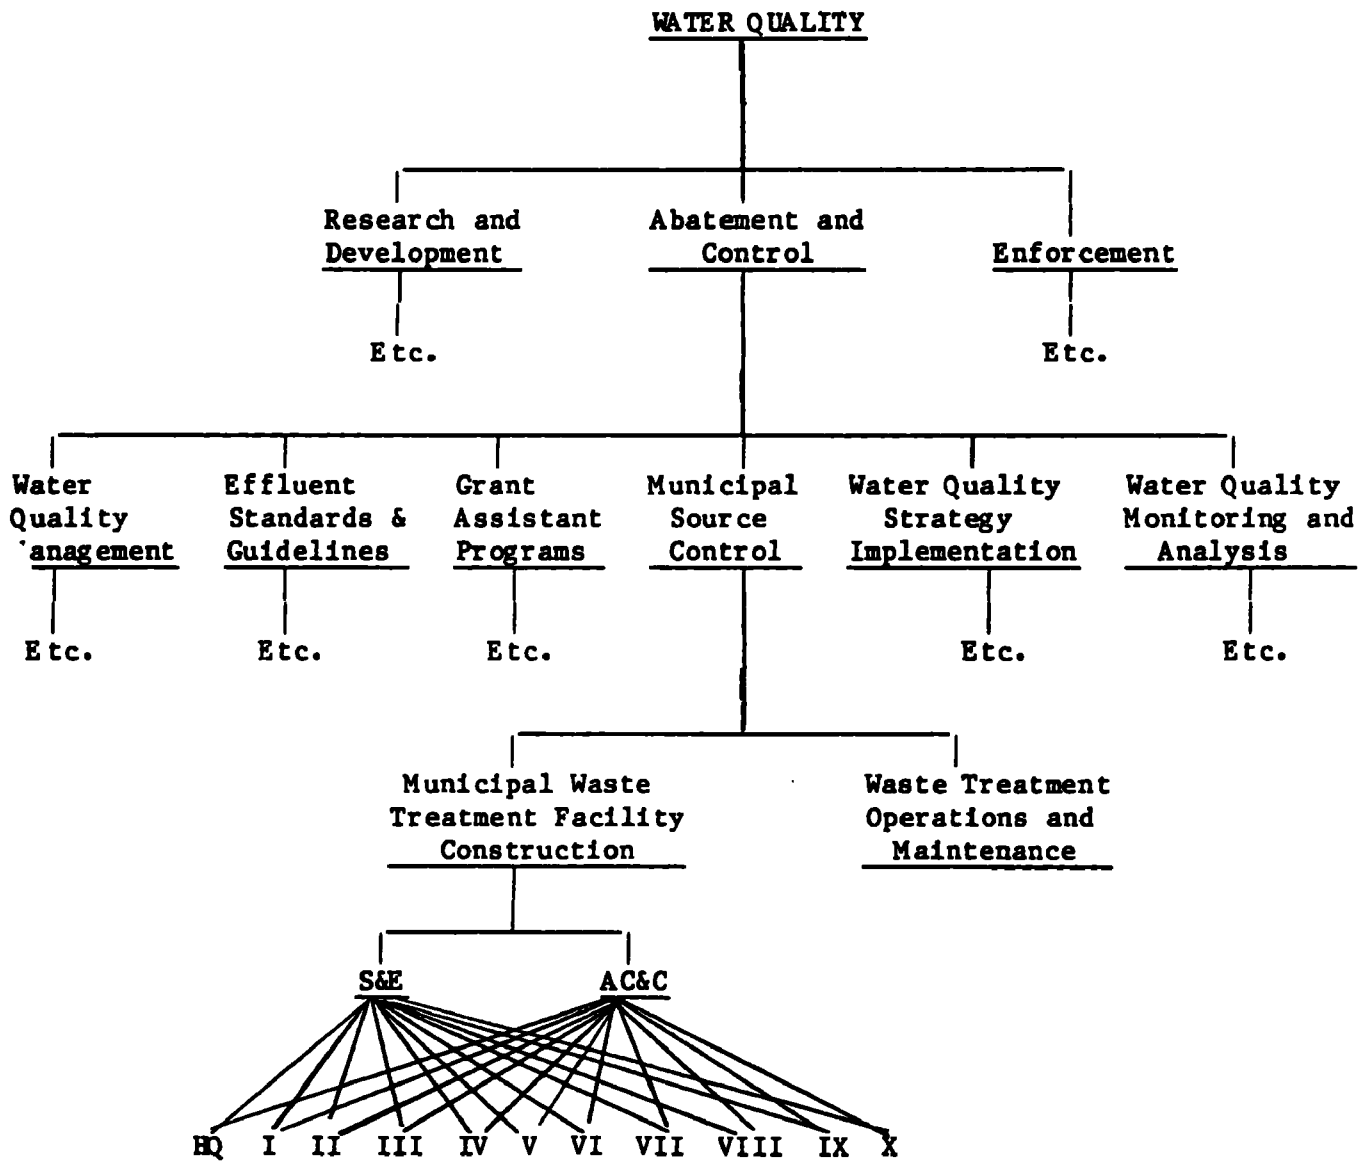 WATER QUALITY
Research and
Development
Abatement and
Control
Enforcement
Etc.
Etc.
Water
Quality
anagement
Effluent
Standards &
Guidelines
Grant
Assistant
Programs
Municipal
Source
Control
Water Quality
Strategy
Implementation
Water Quality
Monitoring and
Analysis
Etc.
Etc.
Etc.
Etc.
Etc.
Municipal Waste
Treatment Facility
Construction
Waste Treatment
Operations and
Maintenance
S&E
AC&C
HQ I II III IV V VI VII VIII IX X